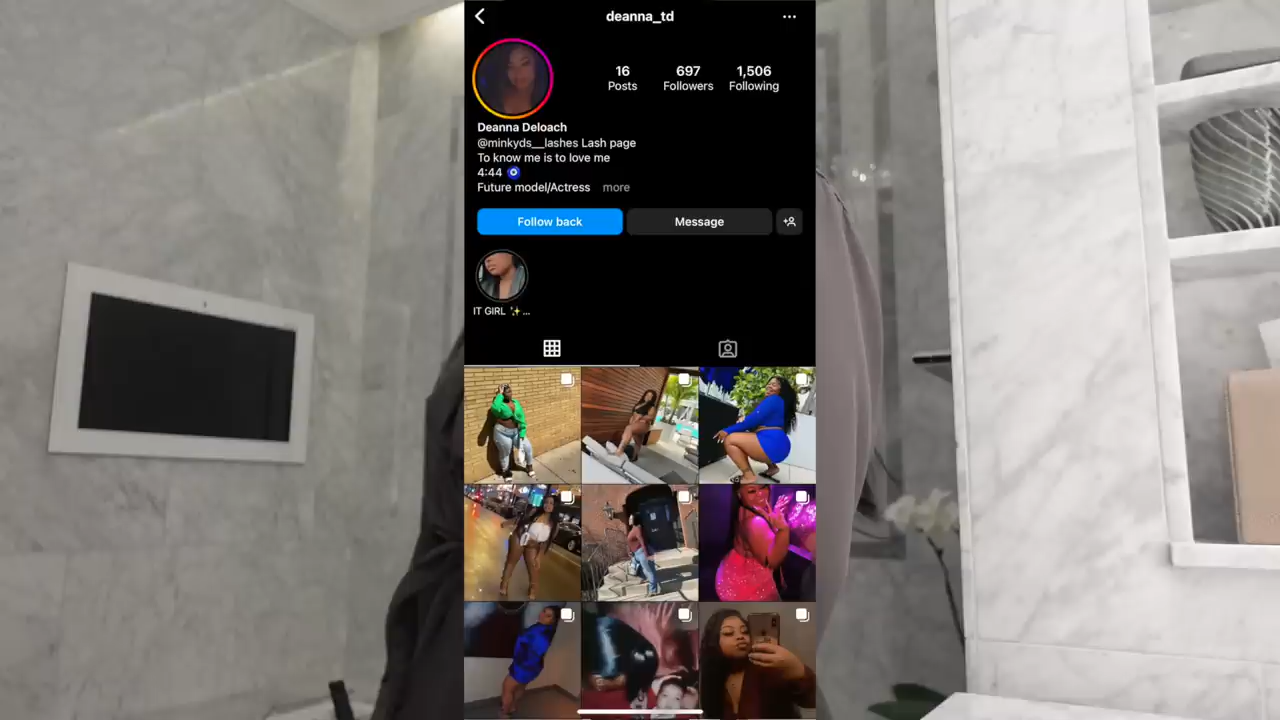 deanna_td
16 697 1,506
Posts Followers Following
Deanna Deloach
@minkyds__lashes Lash page
To know me is to love me
4:44 🧿
Future model/Actress more
Follow back Message
IT GIRL ✨...